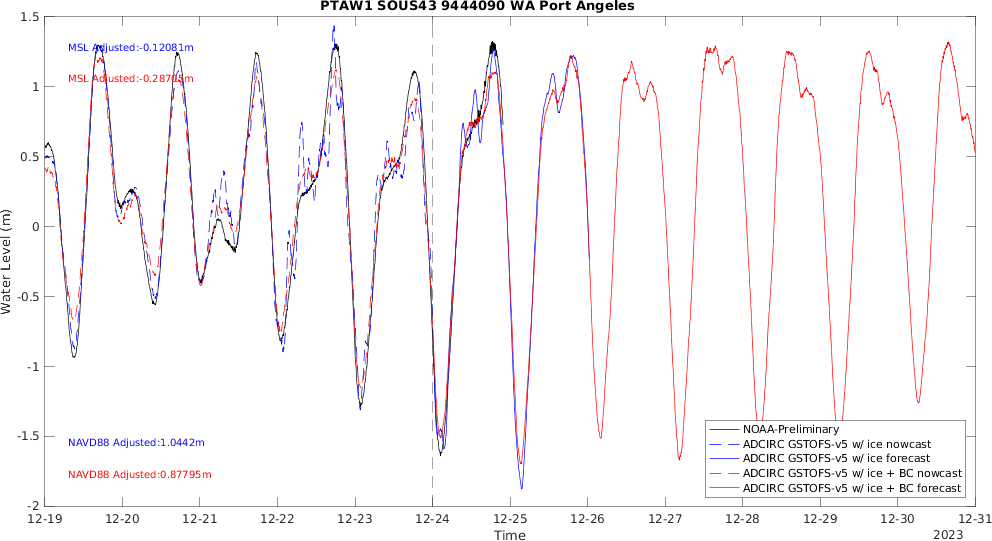 PTAW1 SOUS43 9444090 WA Port Angeles
MSL Adjusted:-0.12081m
MSL Adjusted:
NAVD88 Adjusted:1.0442m
NAVD88 Adjusted:0.87795m
Water Level (m)
1.5
1
0.5
0
-0.5
-1
-1.5
-2
NOAA-Preliminary
ADCIRC GSTOFS-v5 w/ ice nowcast
ADCIRC GSTOFS-v5 w/ ice forecast
ADCIRC GSTOFS-v5 w/ ice + BC nowcast
ADCIRC GSTOFS-v5 w/ ice + BC forecast
12-19 12-20 12-21 12-22 12-23 12-24 12-25 12-26 12-27 12-28 12-29 12-30 12-31
Time
2023